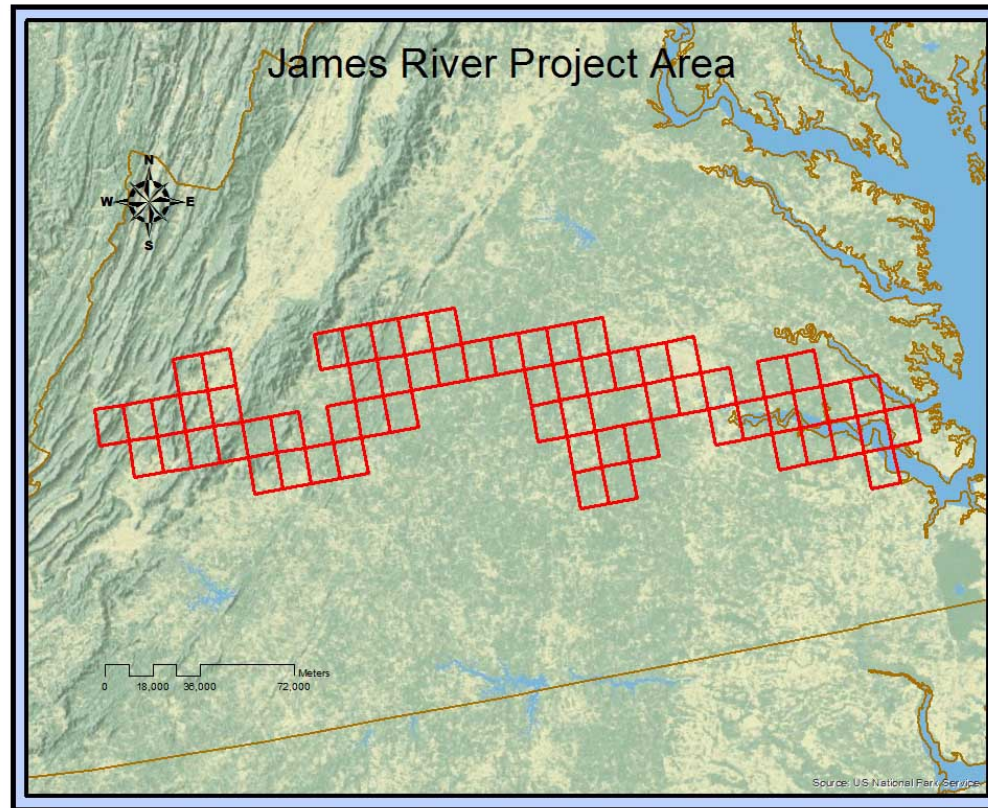 James River Project Area
N
W E
S
Meters
0 18,000 36,000 72,000
Source: US National Park Service